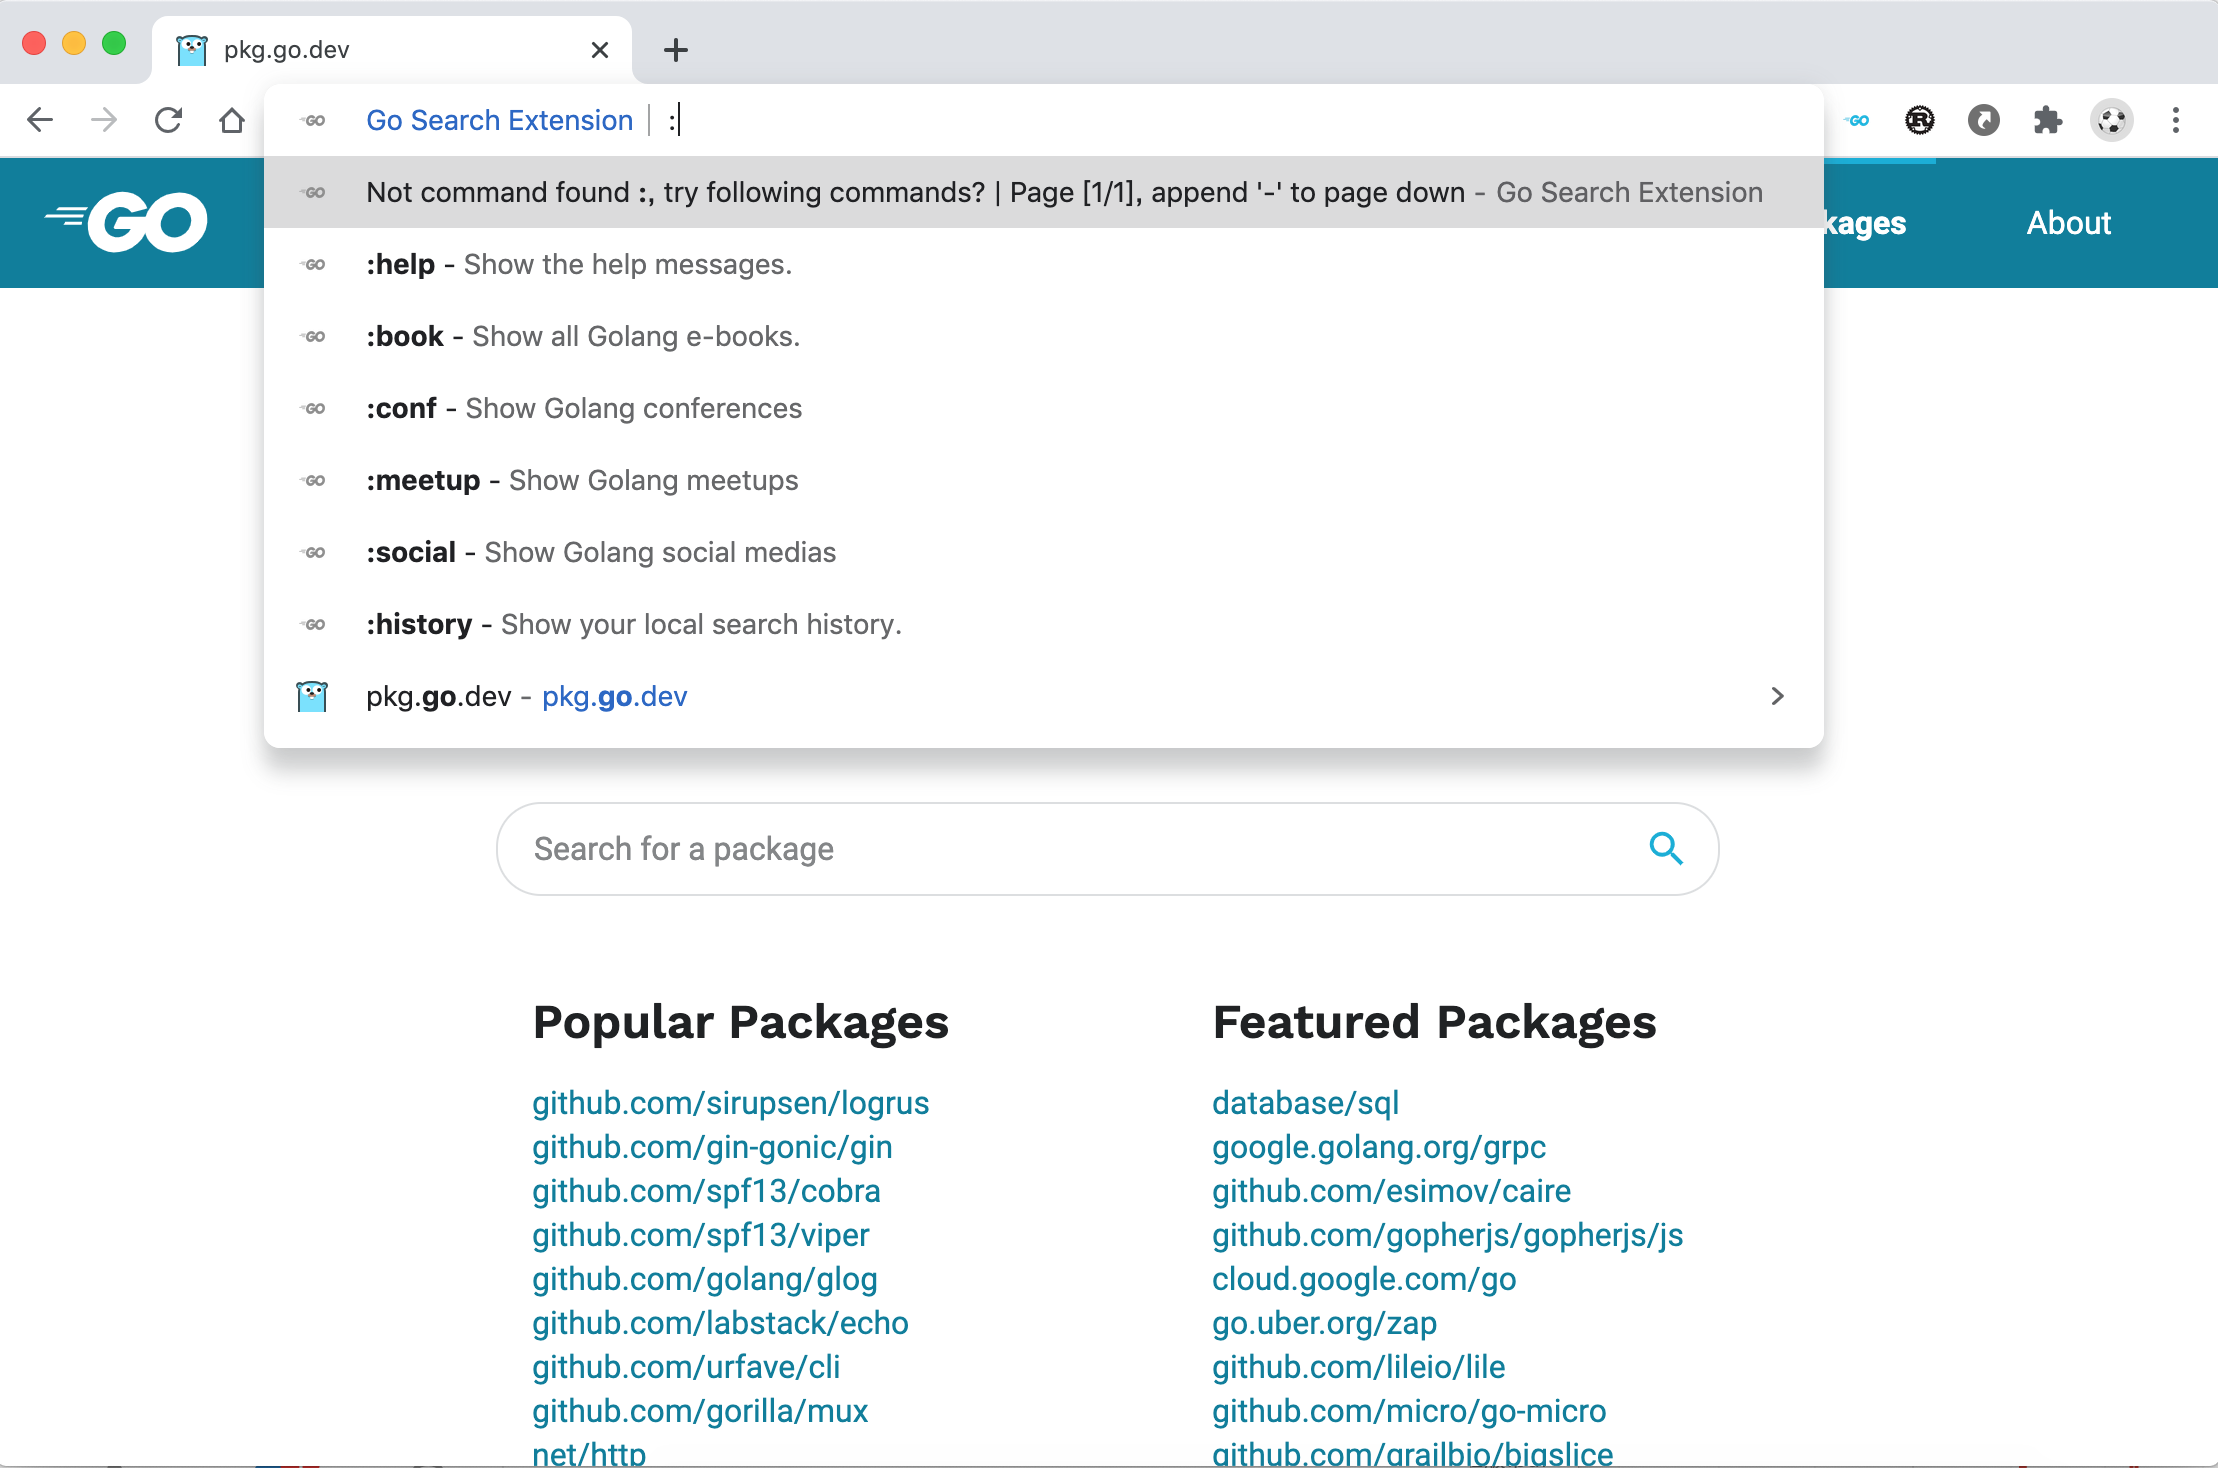 pkg.go.dev
Go Search Extension | :
GO
Not command found :, try following commands? | Page [1/1], append '-' to page down - Go Search Extension
GO
kages
About
:help - Show the help messages.
:book - Show all Golang e-books.
:conf - Show Golang conferences
:meetup - Show Golang meetups
:social - Show Golang social medias
:history - Show your local search history.
pkg.go.dev - pkg.go.dev
Search for a package
Popular Packages
github.com/sirupsen/logrus
github.com/gin-gonic/gin
github.com/spf13/cobra
github.com/spf13/viper
github.com/golang/glog
github.com/labstack/echo
github.com/urfave/cli
github.com/gorilla/mux
net/http
Featured Packages
database/sql
google.golang.org/grpc
github.com/esimov/caire
github.com/gopherjs/gopherjs/js
cloud.google.com/go
go.uber.org/zap
github.com/lileio/lile
github.com/micro/go-micro
github.com/grailbio/bigslice